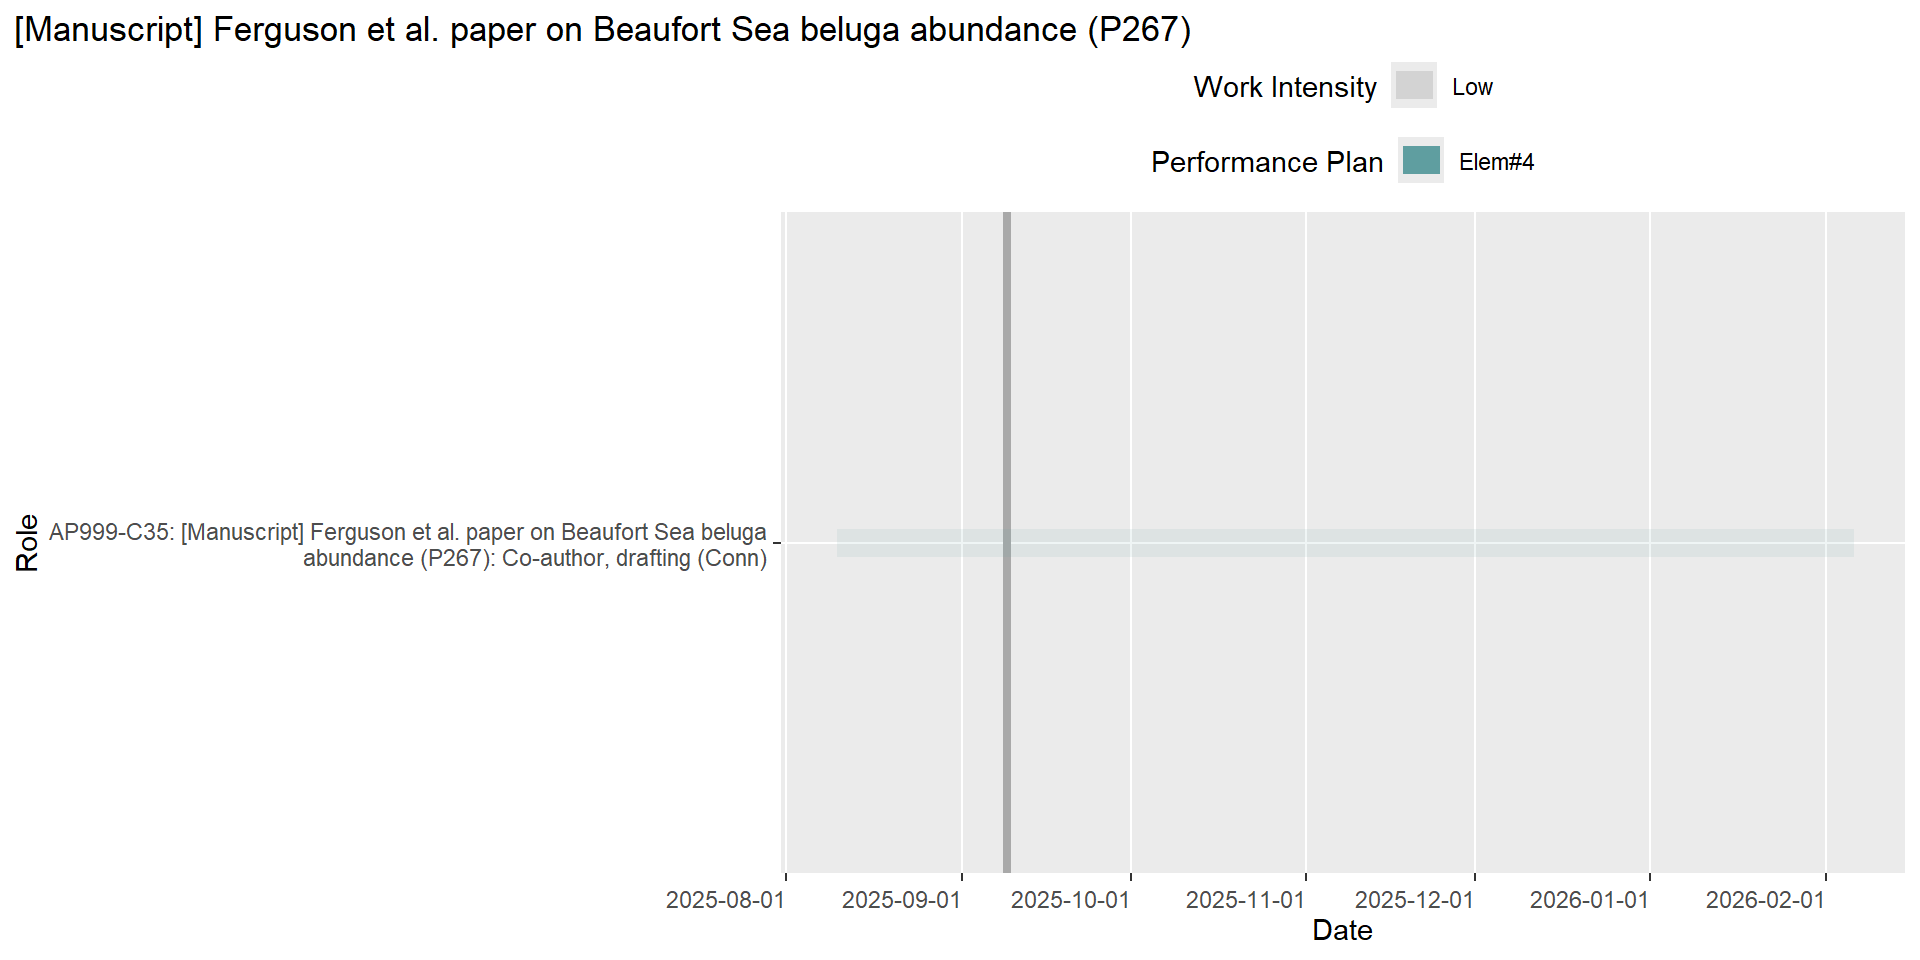 [Manuscript] Ferguson et al. paper on Beaufort Sea beluga abundance (P267)
Work Intensity Low
Performance Plan Elem#4
Role
AP999-C35: [Manuscript] Ferguson et al. paper on Beaufort Sea beluga
abundance (P267): Co-author, drafting (Conn)
2025-08-01 2025-09-01 2025-10-01 2025-11-01 2025-12-01 2026-01-01 2026-02-01
Date